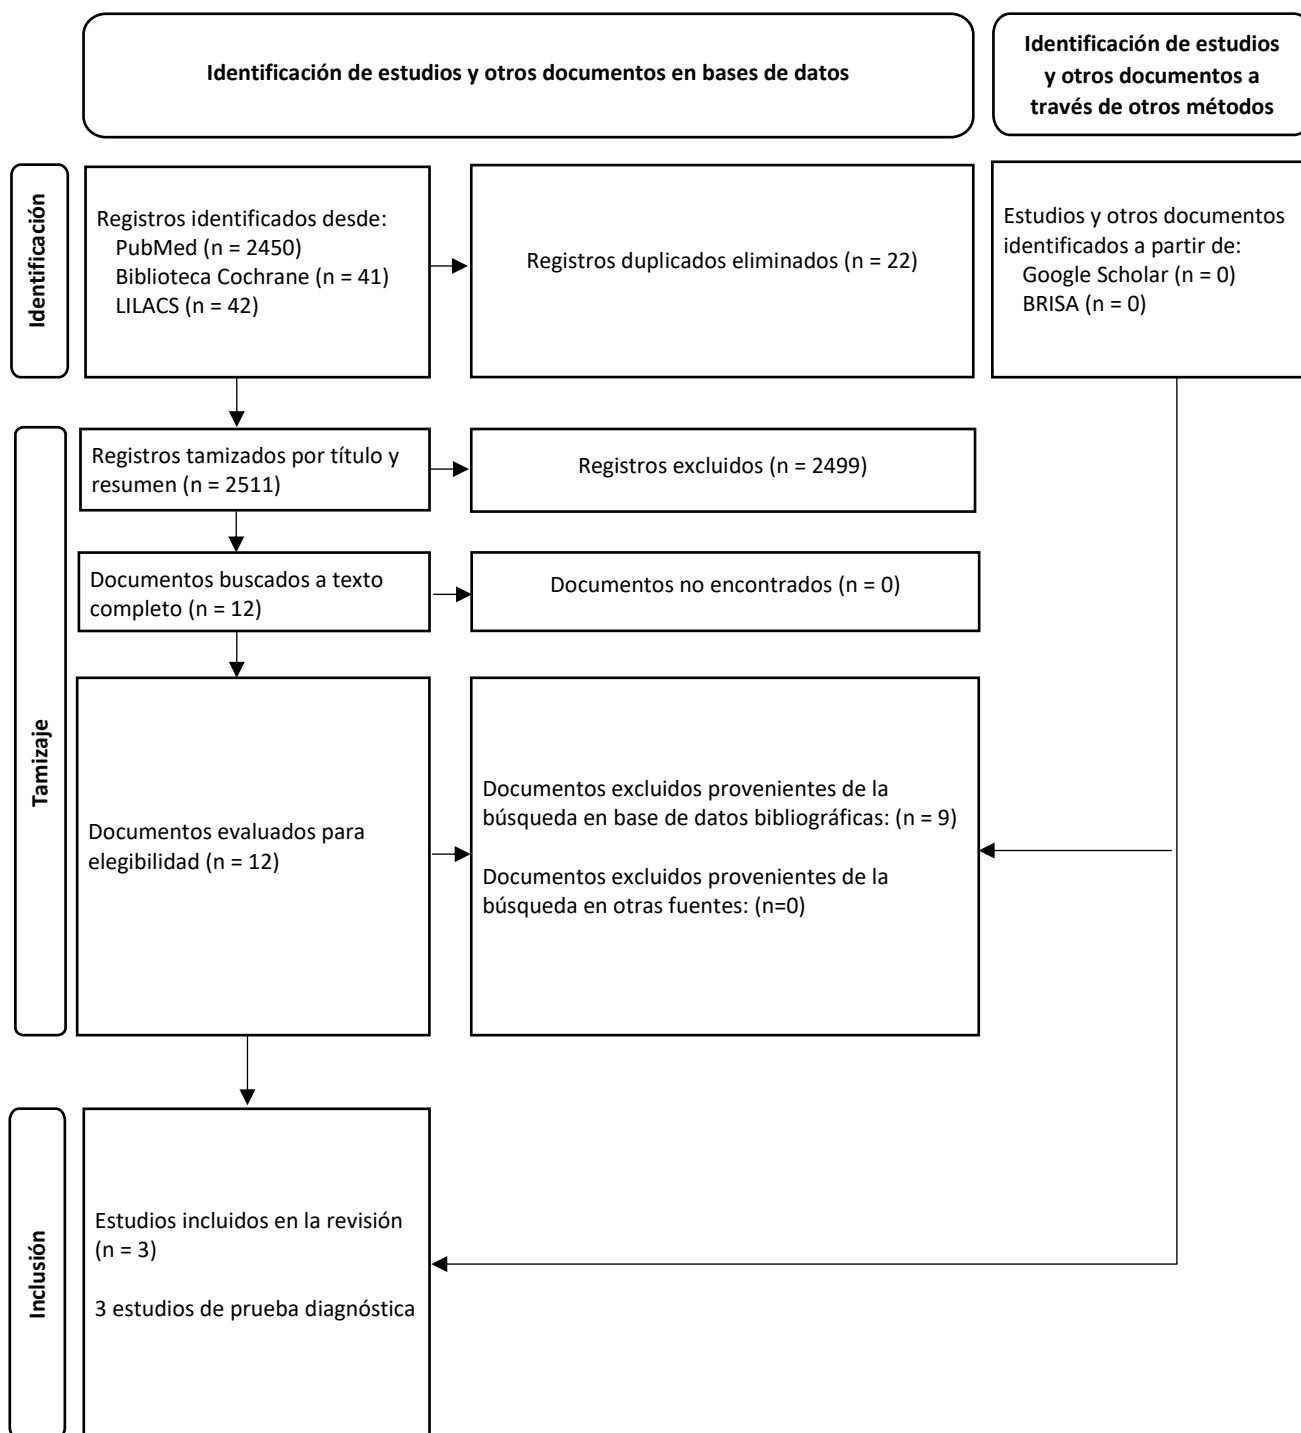 Identificación de estudios y otros documentos en bases de datos
Identificación de estudios
y otros documentos a
través de otros métodos
Identificación
Registros identificados desde:
PubMed (n = 2450)
Biblioteca Cochrane (n = 41)
LILACS (n = 42)
Registros duplicados eliminados (n = 22)
Estudios y otros documentos
identificados a partir de:
Google Scholar (n = 0)
BRISA (n = 0)
Tamizaje
Registros tamizados por título y
resumen (n = 2511)
Registros excluidos (n = 2499)
Documentos buscados a texto
completo (n = 12)
Documentos no encontrados (n = 0)
Documentos evaluados para
elegibilidad (n = 12)
Documentos excluidos provenientes de la
búsqueda en base de datos bibliográficas: (n = 9)
Documentos excluidos provenientes de la
búsqueda en otras fuentes: (n=0)
Inclusión
Estudios incluidos en la revisión
(n = 3)
3 estudios de prueba diagnóstica